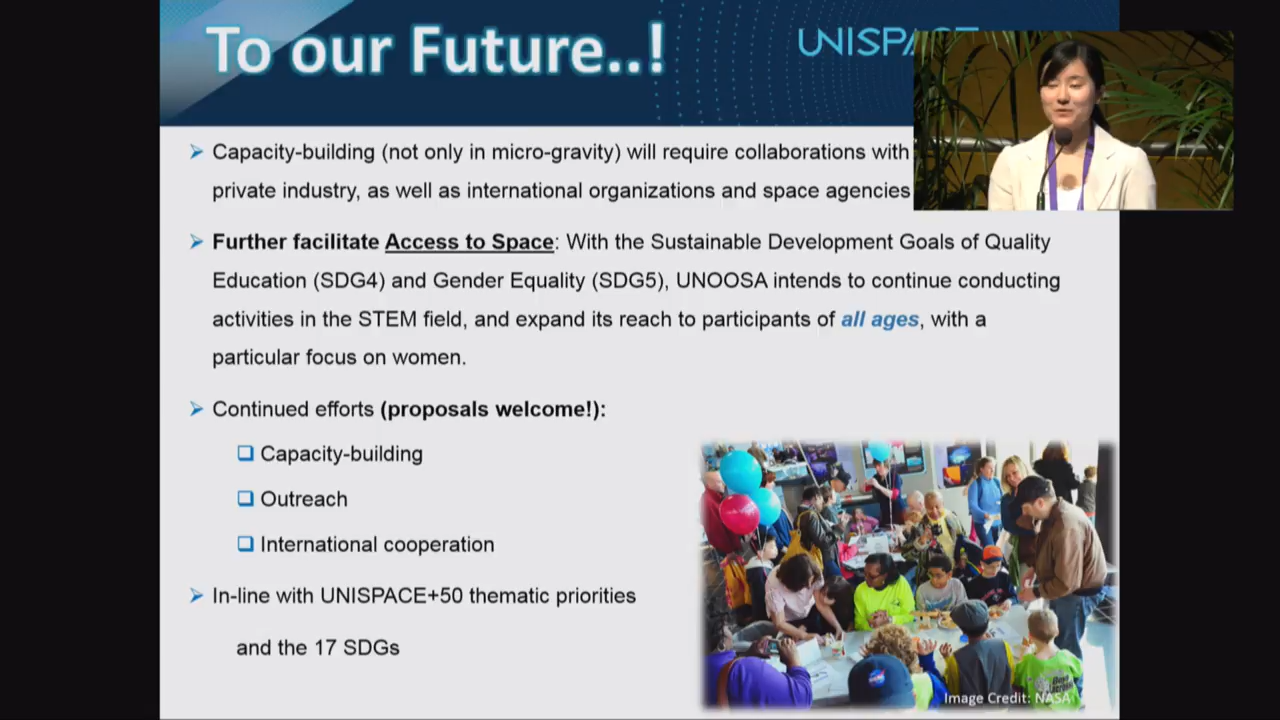 To our Future..!
UNISPACE
Capacity-building (not only in micro-gravity) will require collaborations with
private industry, as well as international organizations and space agencies
Further facilitate Access to Space: With the Sustainable Development Goals of Quality
Education (SDG4) and Gender Equality (SDG5), UNOOSA intends to continue conducting
activities in the STEM field, and expand its reach to participants of all ages, with a
particular focus on women.
Continued efforts (proposals welcome!):
Capacity-building
Outreach
International cooperation
In-line with UNISPACE+50 thematic priorities
and the 17 SDGs
Image Credit: NASA